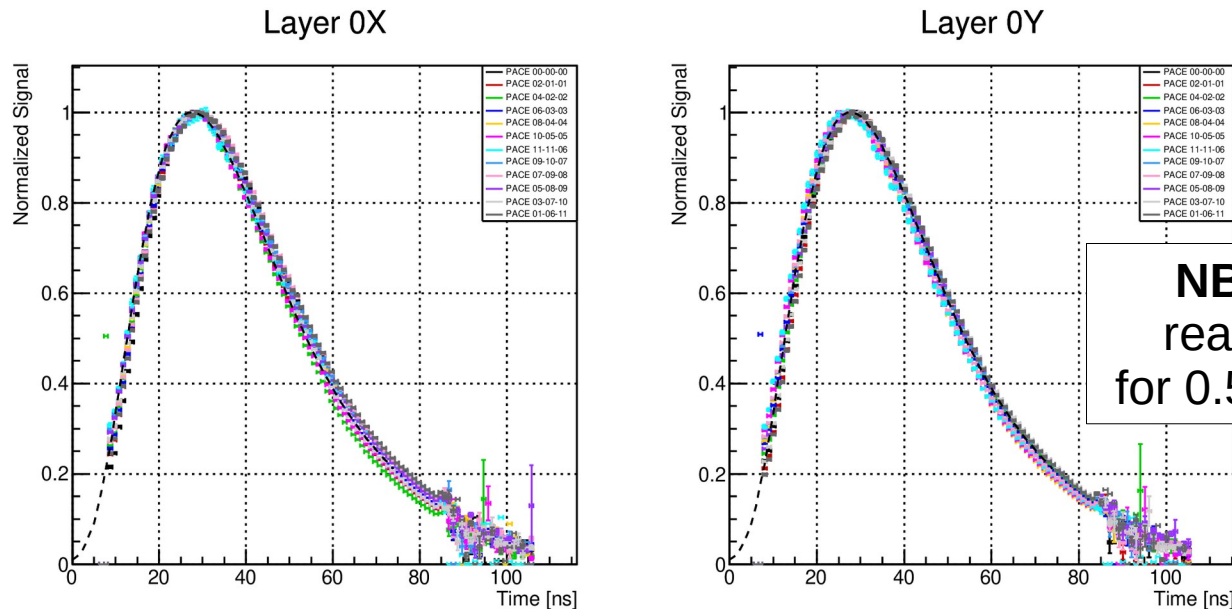 Layer 0X
Normalized Signal
1
0.8
0.6
0.4
0.2
0
0
20
40
60
80
100
Time [ns]
PACE 00-00-00
PACE 02-01-01
PACE 04-02-02
PACE 06-03-03
PACE 08-04-04
PACE 10-05-05
PACE 11-11-06
PACE 09-10-07
PACE 07-09-08
PACE 05-08-09
PACE 03-07-10
PACE 01-06-11
Layer 0Y
Normalized Signal
1
0.8
0.6
0.4
0.2
0
0
20
40
60
80
100
Time [ns]
PACE 00-00-00
PACE 02-01-01
PACE 04-02-02
PACE 06-03-03
PACE 08-04-04
PACE 10-05-05
PACE 11-11-06
PACE 09-10-07
PACE 07-09-08
PACE 05-08-09
PACE 03-07-10
PACE 01-06-11
NB
rea
for 0.5